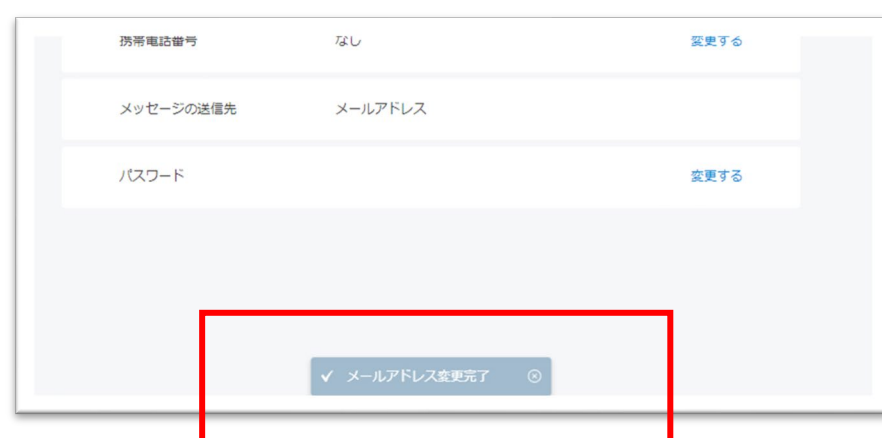 携帯電話番号 なし 変更する
メッセージの送信先 メールアドレス
パスワード 変更する
メールアドレス変更完了